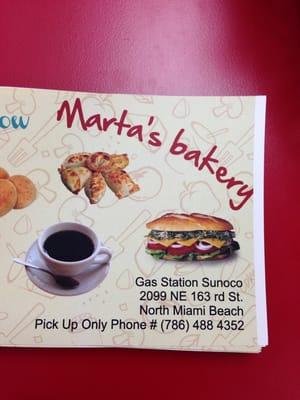 ow
Marta's bakery
Gas Station Sunoco
2099 NE 163 rd St.
North Miami Beach
Pick Up Only Phone # (786) 488 4352